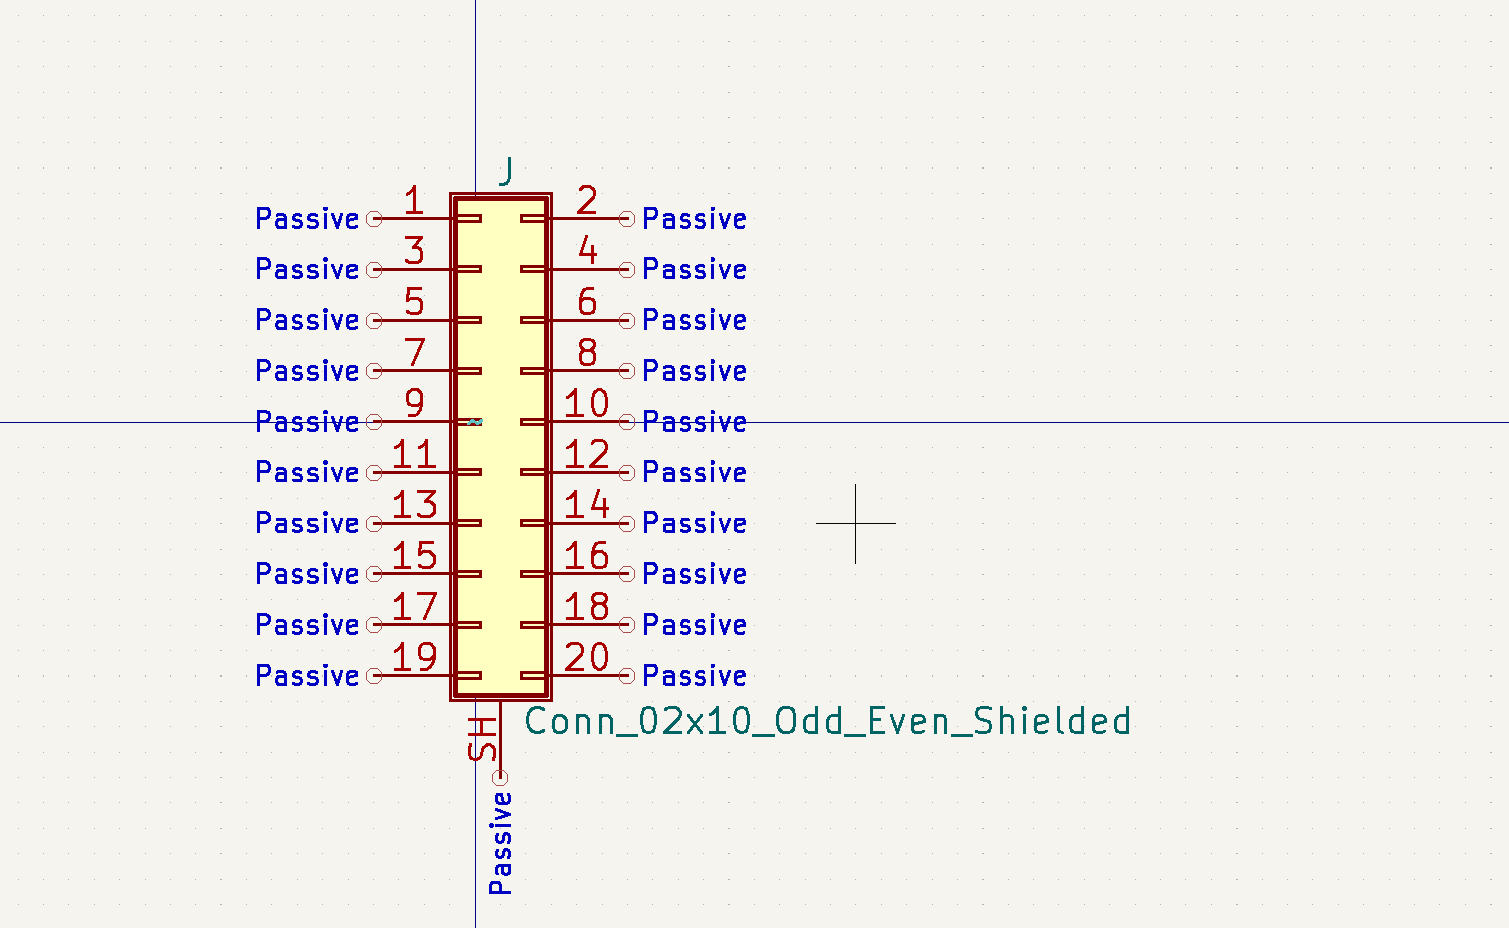 J
Passive 1 2 Passive
Passive 3 4 Passive
Passive 5 6 Passive
Passive 7 8 Passive
Passive 9 10 Passive
Passive 11 12 Passive
Passive 13 14 Passive
Passive 15 16 Passive
Passive 17 18 Passive
Passive 19 20 Passive
Conn_02x10_Odd_Even_Shielded
SH
Passive